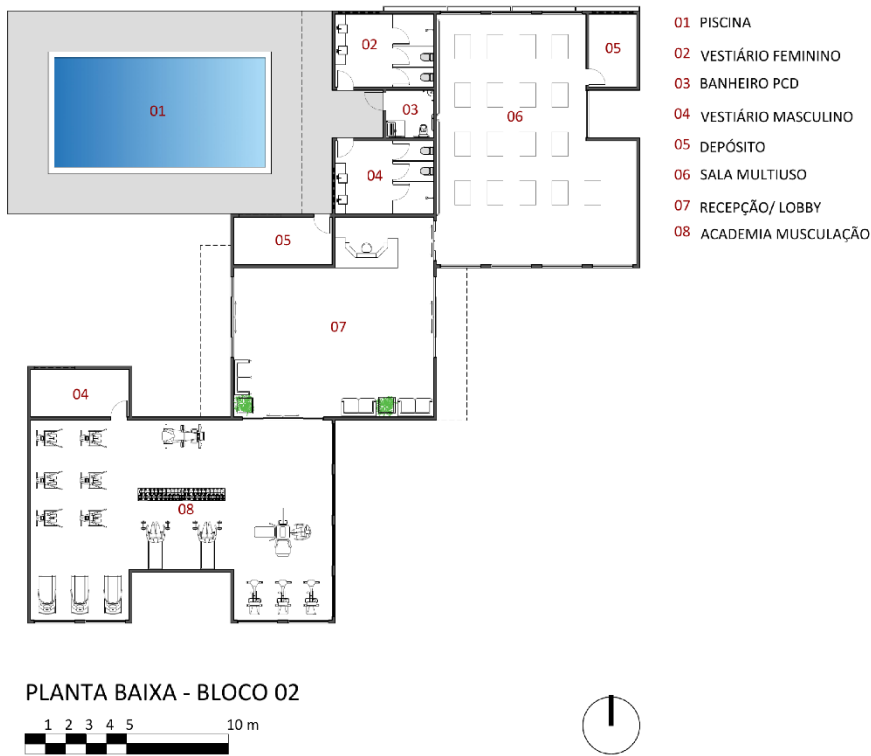 01 PISCINA
02 VESTIÁRIO FEMININO
03 BANHEIRO PCD
04 VESTIÁRIO MASCULINO
05 DEPÓSITO
06 SALA MULTIUSO
07 RECEPÇÃO/ LOBBY
08 ACADEMIA MUSCULAÇÃO
02
05
01
03
06
04
05
07
04
08
PLANTA BAIXA - BLOCO 02
1 2 3 4 5 10 m